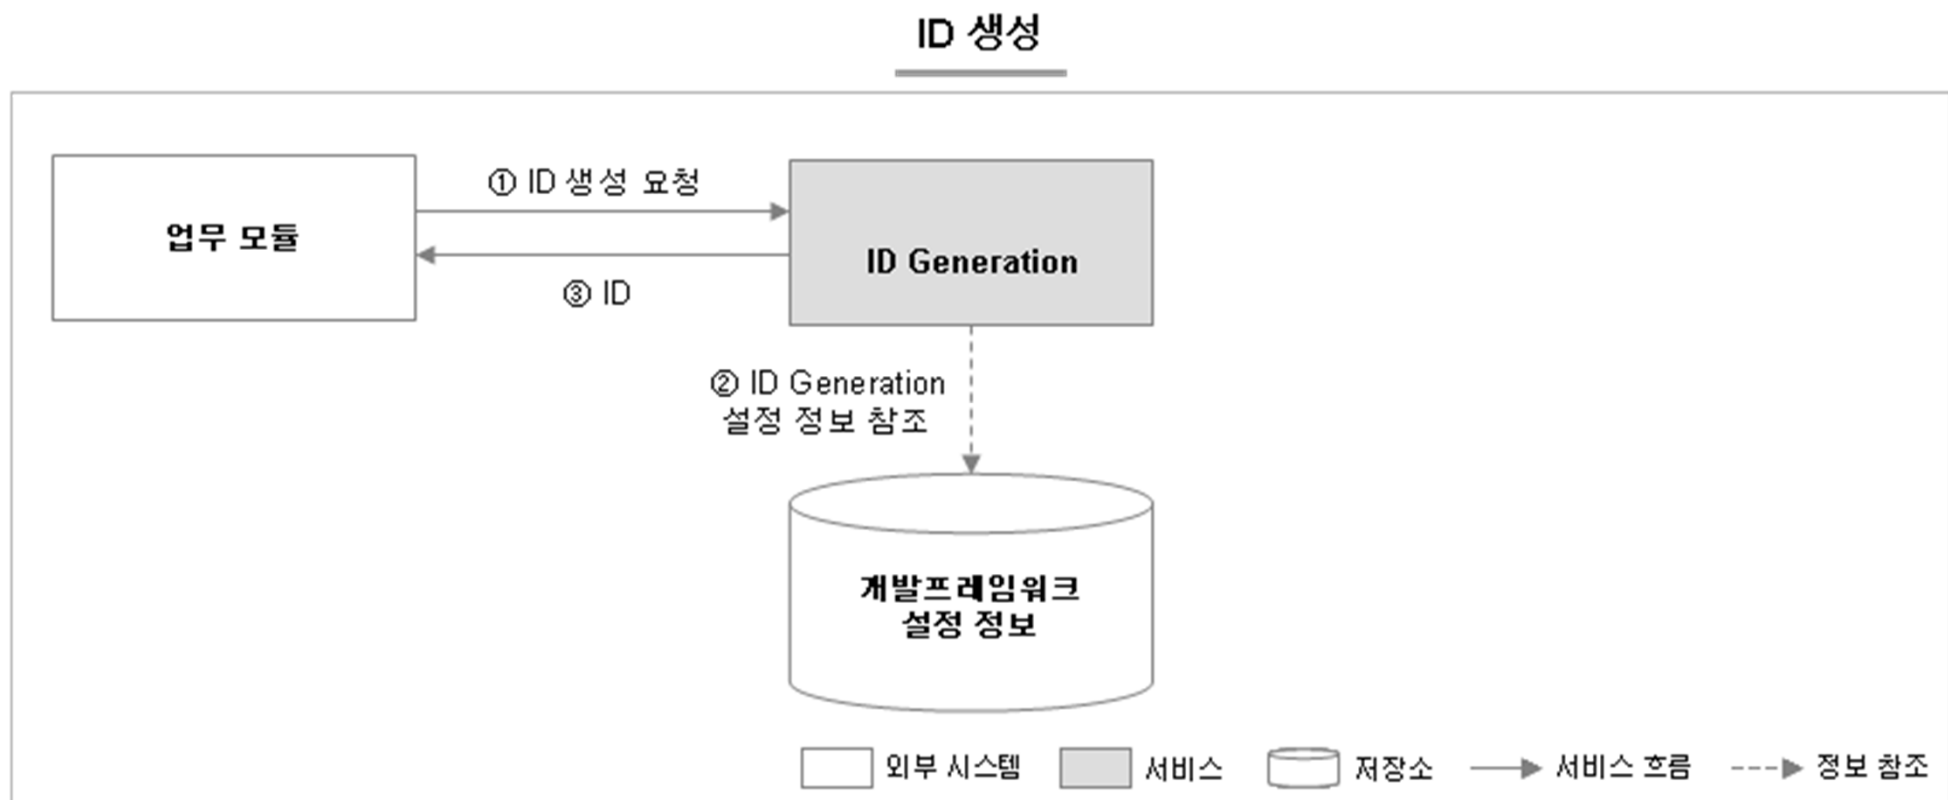 ID 생성
① ID 생성 요청
업무 모듈
ID Generation
③ ID
② ID Generation
설정 정보 참조
개발프레임워크
설정 정보
외부 시스템
서비스
저장소
서비스 흐름
정보 참조